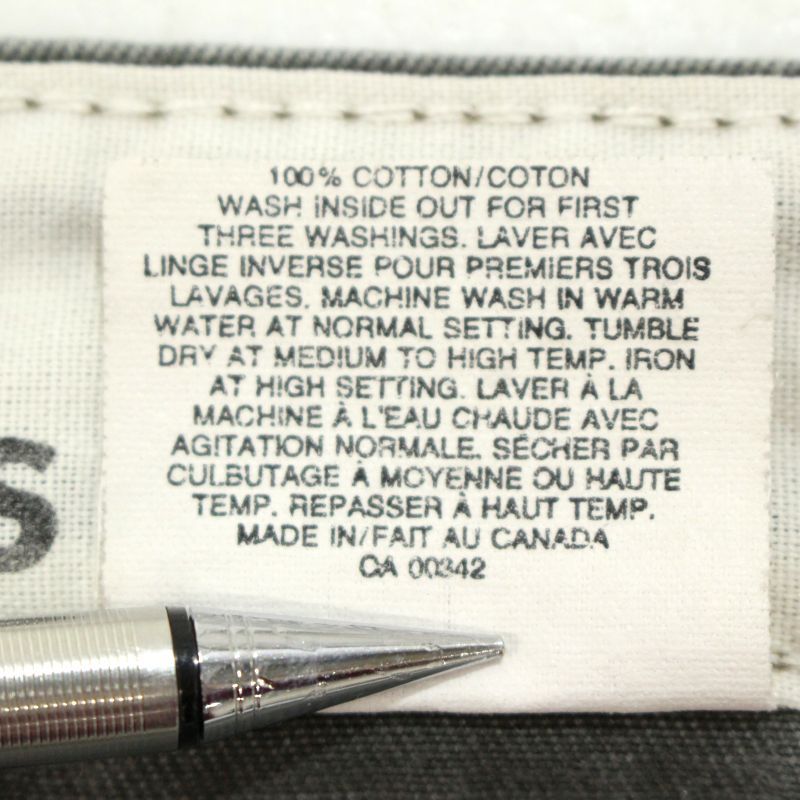 100% COTTON/COTON
WASH INSIDE OUT FOR FIRST
THREE WASHINGS. LAVER AVEC
LINGE INVERSE POUR PREMIERS TROIS
LAVAGES. MACHINE WASH IN WARM
WATER AT NORMAL SETTING. TUMBLE
DRY AT MEDIUM TO HIGH TEMP. IRON
AT HIGH SETTING. LAVER À LA
MACHINE À L'EAU CHAUDE AVEC
AGITATION NORMALE. SÉCHER PAR
CULBUTAGE À MOYENNE OU HAUTE
TEMP. REPASSER À HAUT TEMP.
MADE IN/FAIT AU CANADA
CA 00342
S